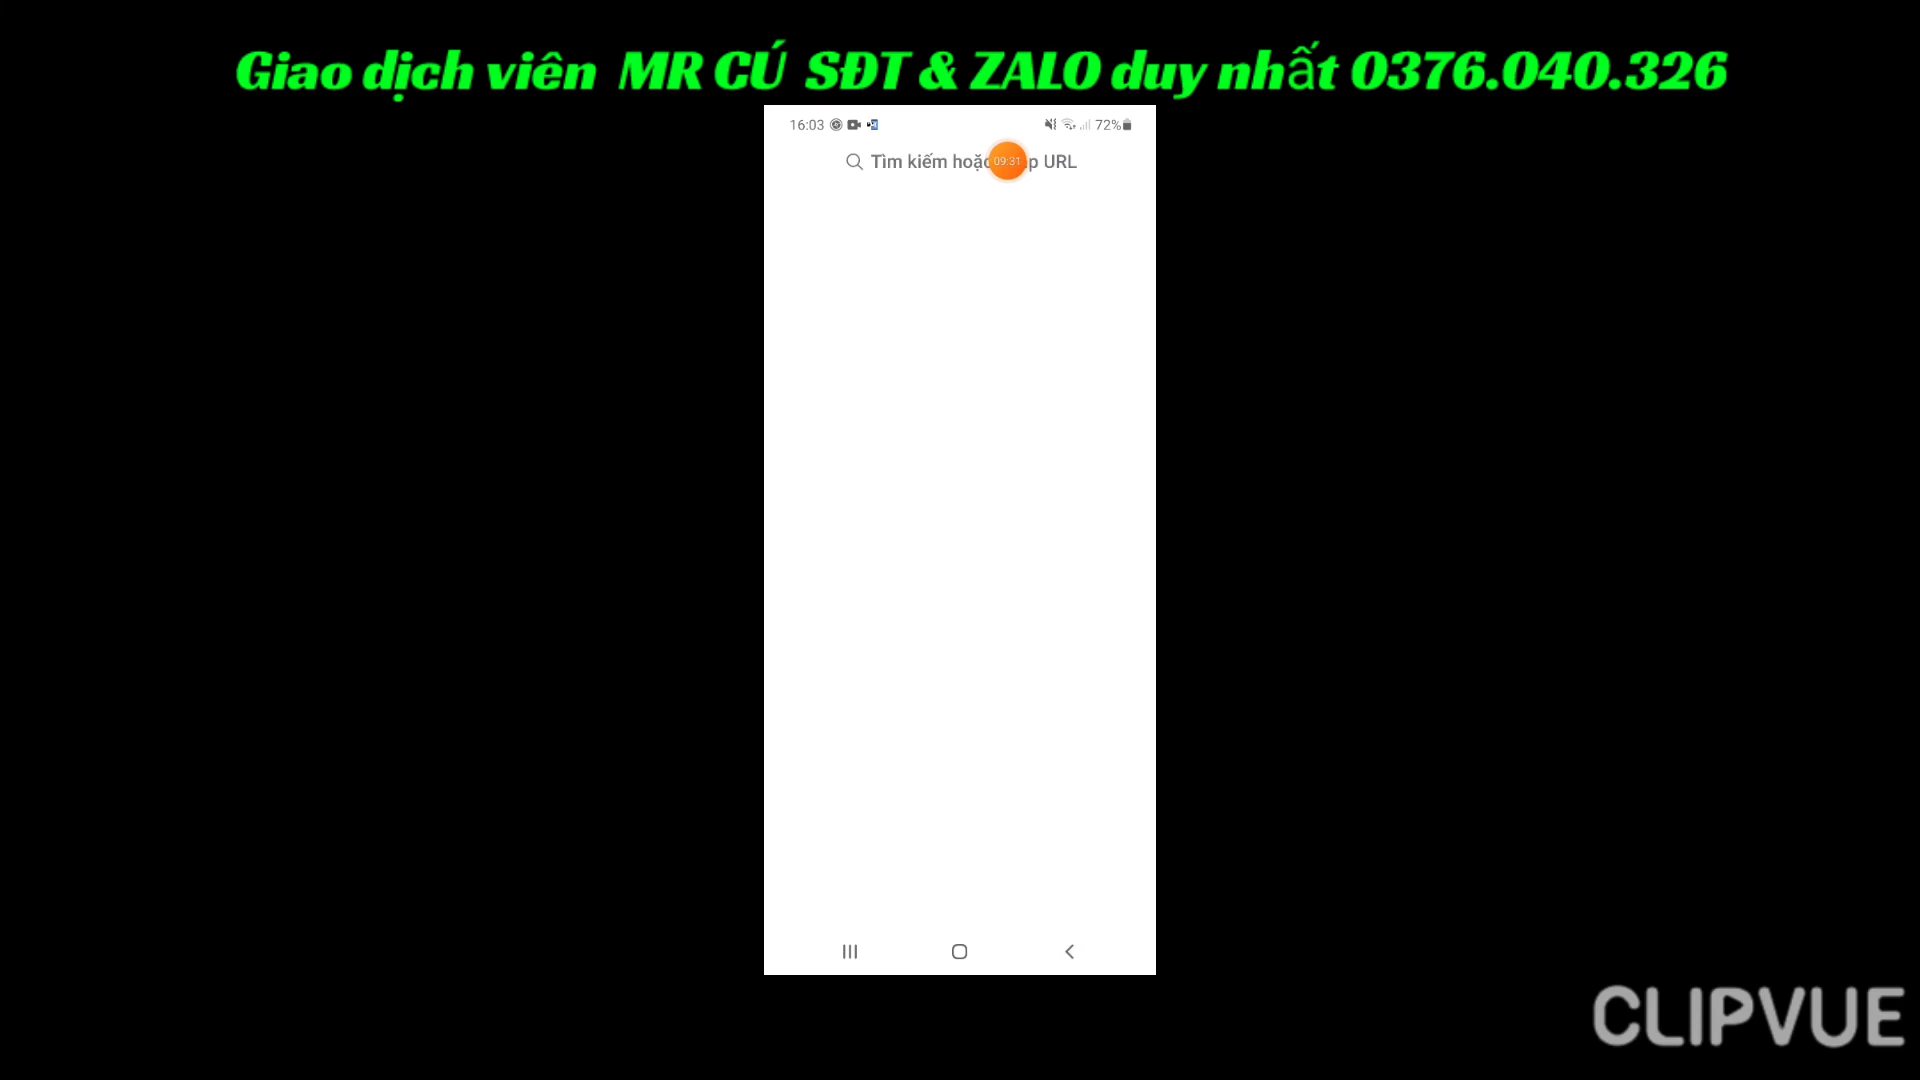 Giao dịch viên MR CÚ SĐT & ZALO duy nhất 0376.040.326
16:03 72%
Tìm kiếm hoặc 09:31 URL
CLIPVUE